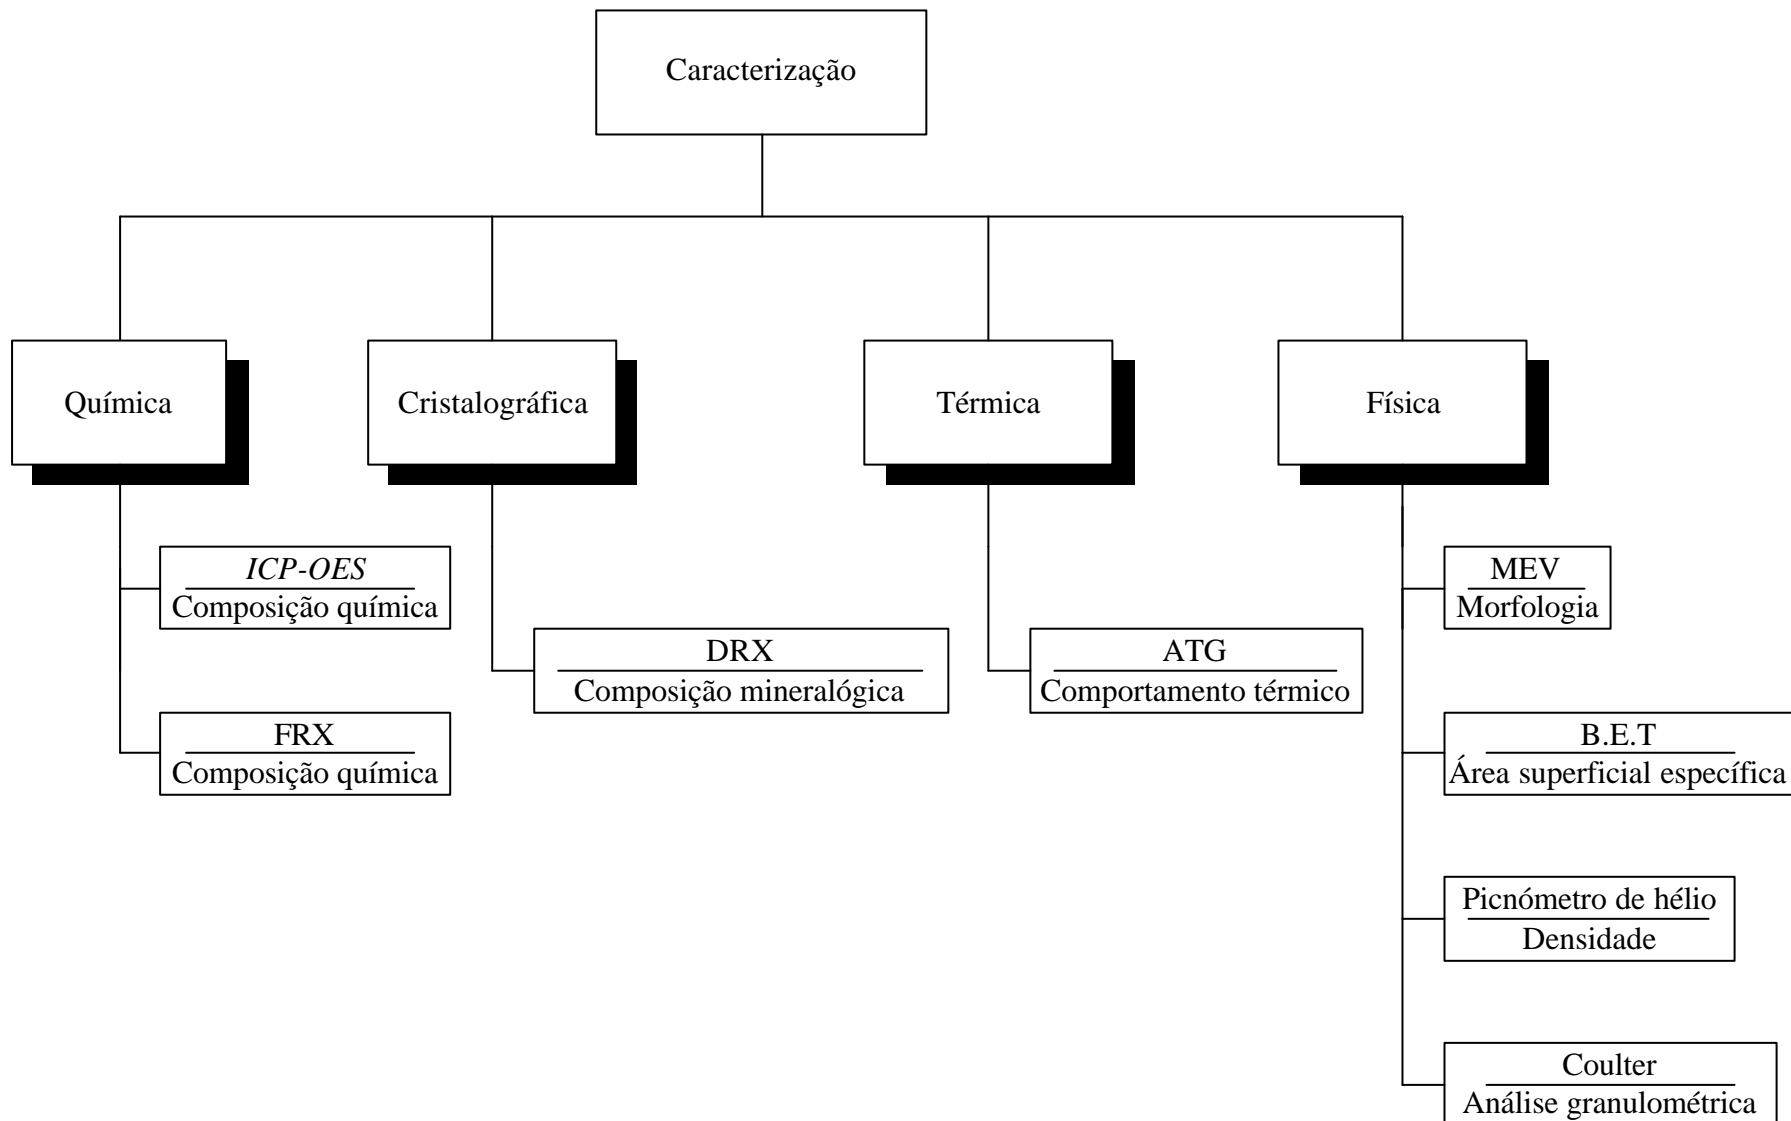 Caracterização
Química
Cristalográfica
Térmica
Física
ICP-OES
Composição química
FRX
Composição química
DRX
Composição mineralógica
ATG
Comportamento térmico
MEV
Morfologia
B.E.T
Área superficial específica
Picnómetro de hélio
Densidade
Coulter
Análise granulométrica